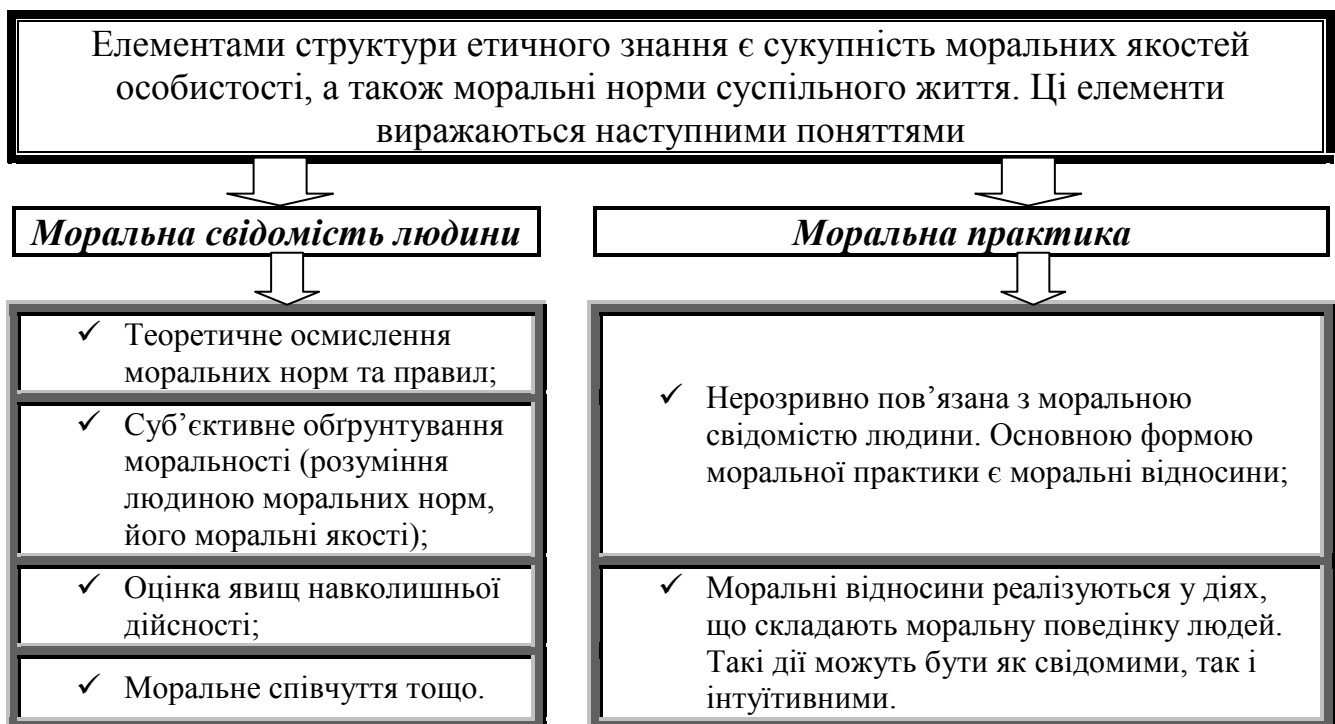 Елементами структури етичного знання є сукупність моральних якостей
особистості, а також моральні норми суспільного життя. Ці елементи
виражаються наступними поняттями
Моральна свідомість людини
✓ Теоретичне осмислення
моральних норм та правил;
✓ Суб’єктивне обґрунтування
моральності (розуміння
людиною моральних норм,
його моральні якості);
✓ Оцінка явищ навколишньої
дійсності;
✓ Моральне співчуття тощо.
Моральна практика
✓ Нерозривно пов’язана з моральною
свідомістю людини. Основною формою
моральної практики є моральні відносини;
✓ Моральні відносини реалізуються у діях,
що складають моральну поведінку людей.
Такі дії можуть бути як свідомими, так і
інтуїтивними.